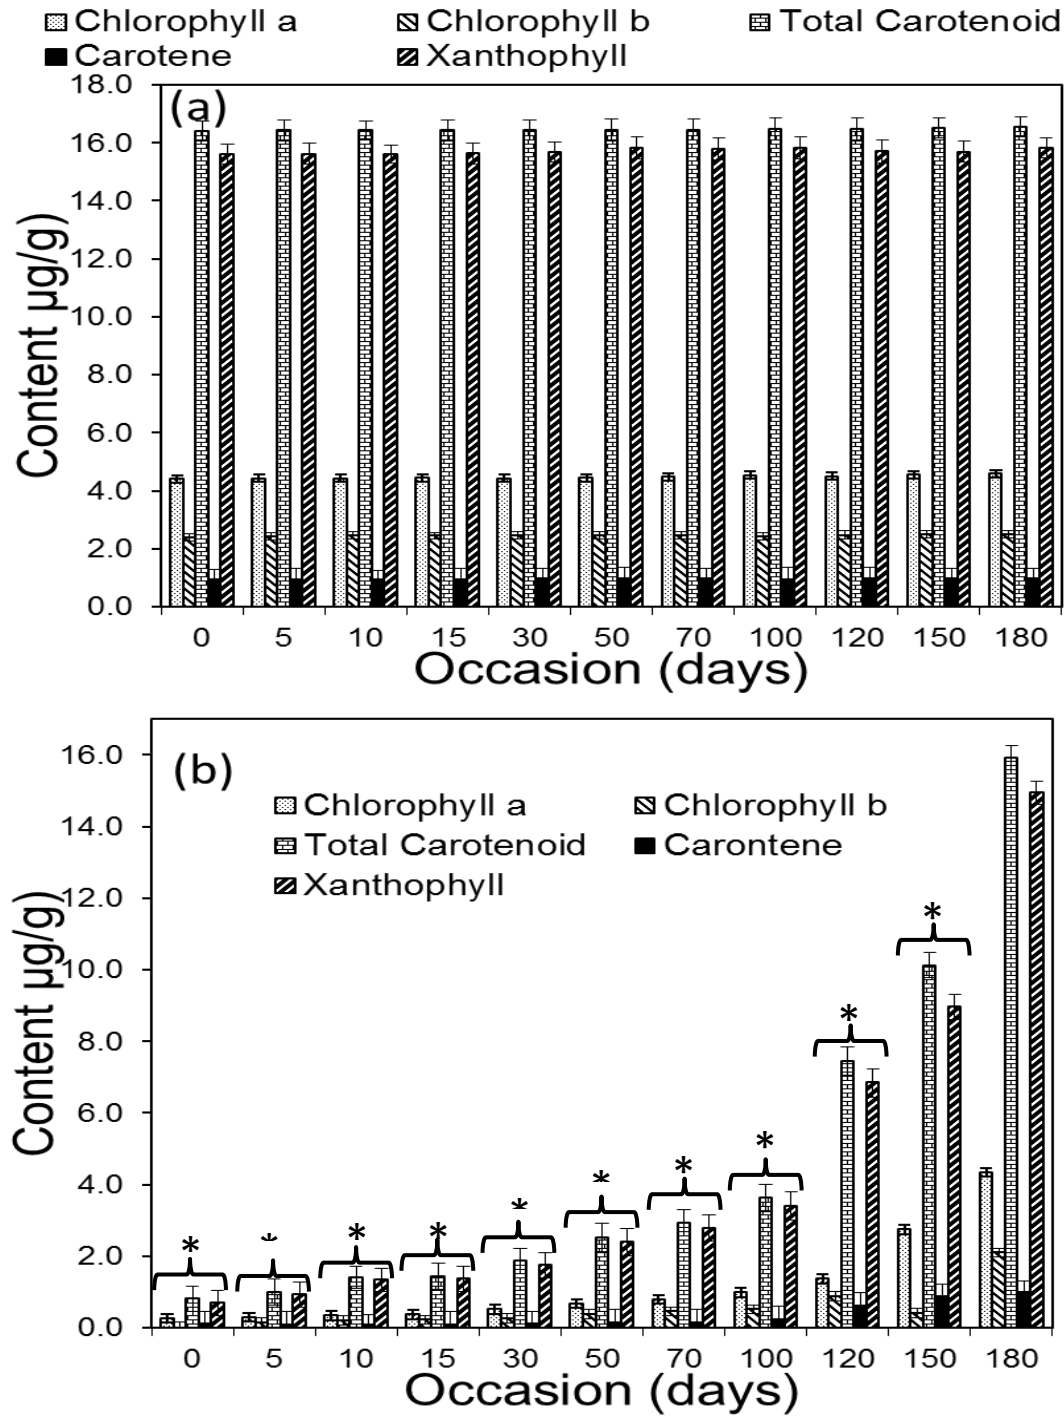 Chlorophyll a Chlorophyll b Total Carotenoid
Carotene Xanthophyll
(a)
18.0
16.0
14.0
12.0
10.0
8.0
6.0
4.0
2.0
0.0
Content µg/g)
0 5 10 15 30 50 70 100 120 150 180
Occasion (days)
(b)
Chlorophyll a Chlorophyll b
Total Carotenoid Carontene
Xanthophyll
16.0
14.0
12.0
10.0
8.0
6.0
4.0
2.0
0.0
Content µg/g)
* * * * * * * * * *
0 5 10 15 30 50 70 100 120 150 180
Occasion (days)